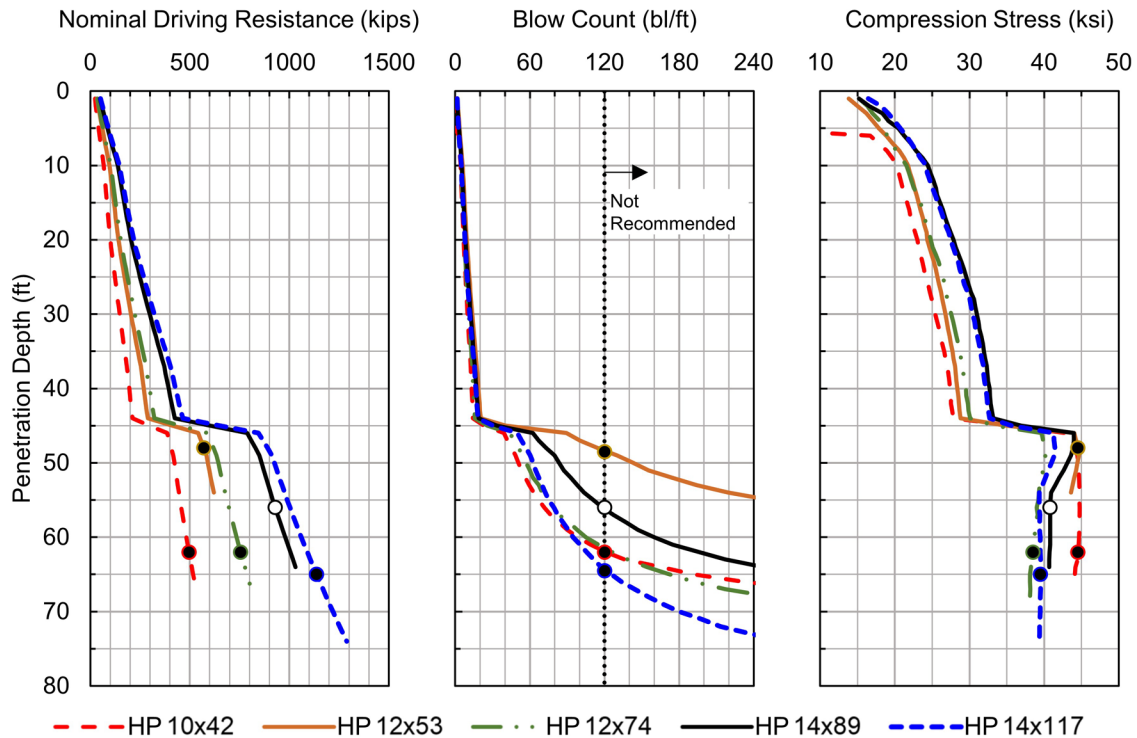 Nominal Driving Resistance (kips) Blow Count (bl/ft) Compression Stress (ksi)
0 500 1000 1500 0 60 120 180 240 10 20 30 40 50
0
10
20
30
40
50
60
70
80
Penetration Depth (ft)
Not
Recommended
HP 10x42 HP 12x53 HP 12x74 HP 14x89 HP 14x117